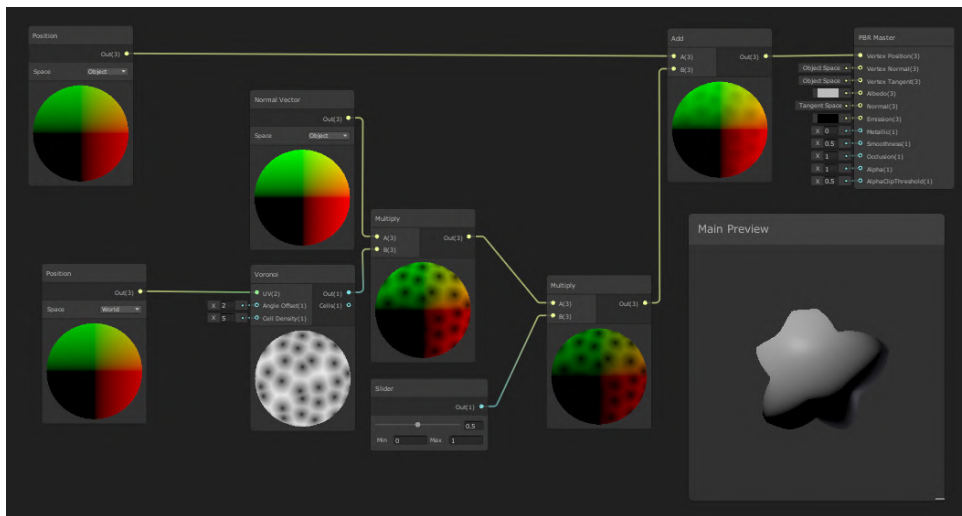 Position
Out(3)
Space Object
Normal Vector
Out(3)
Space Object
Position
Out(3)
Space World
Voronoi
UV(2) Out(1)
X 2 Angle Offset(1) Cells(1)
X 5 Cell Density(1)
Multiply
A(3) Out(3)
B(3)
Slider
Out(1)
0.5
Min 0 Max 1
Multiply
A(3) Out(3)
B(3)
Add
A(3) Out(3)
B(3)
PBR Master
Vertex Position(3)
Object Space Vertex Normal(3)
Object Space Vertex Tangent(3)
Albedo(3)
Tangent Space Normal(3)
Emission(3)
X 0 Metallic(1)
X 0.5 Smoothness(1)
X 1 Occlusion(1)
X 1 Alpha(1)
X 0.5 AlphaClipThreshold(1)
Main Preview